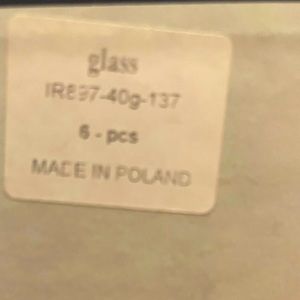 glass
IR897-40g-137
6 - pcs
MADE IN POLAND